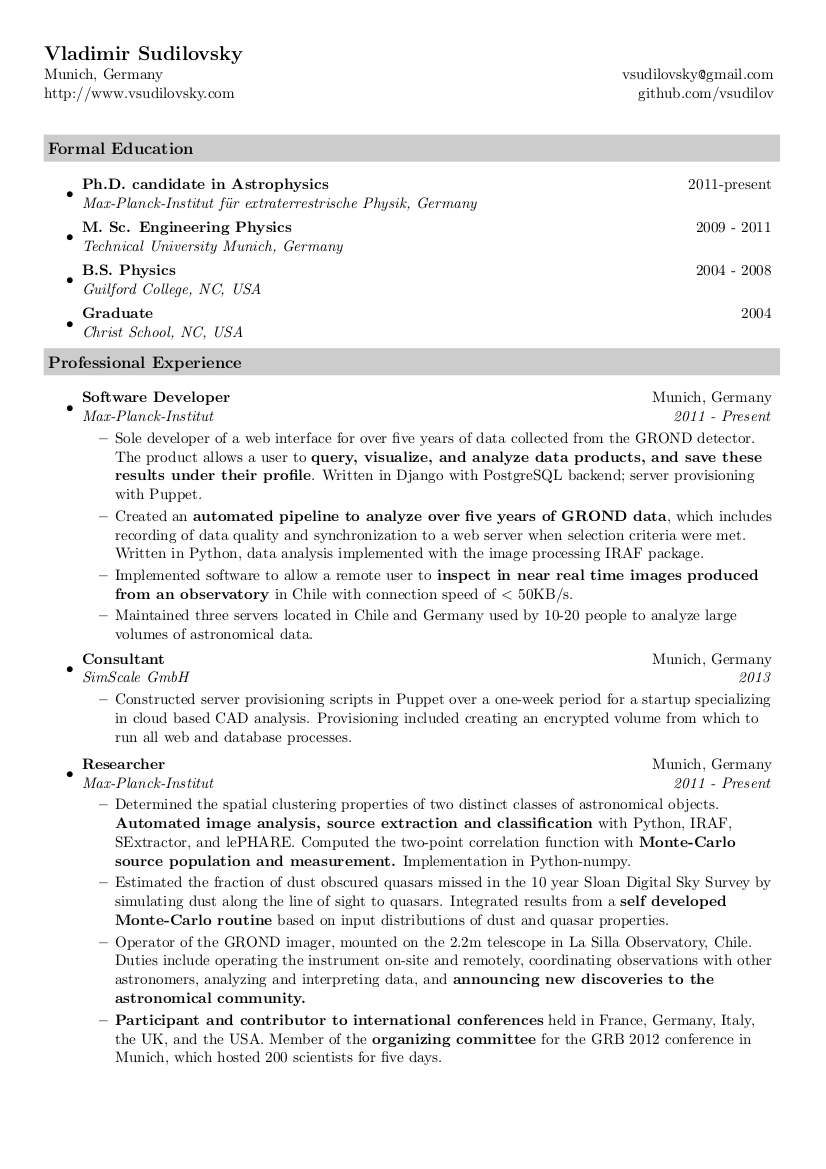 Vladimir Sudilovsky
Munich, Germany vsudilovsky@gmail.com
http://www.vsudilovsky.com github.com/vsudilov
Formal Education
• Ph.D. candidate in Astrophysics 2011-present
Max-Planck-Institut für extraterrestrische Physik, Germany
• M. Sc. Engineering Physics 2009 - 2011
Technical University Munich, Germany
• B.S. Physics 2004 - 2008
Guilford College, NC, USA
• Graduate 2004
Christ School, NC, USA
Professional Experience
• Software Developer Munich, Germany
Max-Planck-Institut 2011 - Present
– Sole developer of a web interface for over five years of data collected from the GROND detector.
The product allows a user to query, visualize, and analyze data products, and save these
results under their profile. Written in Django with PostgreSQL backend; server provisioning
with Puppet.
– Created an automated pipeline to analyze over five years of GROND data, which includes
recording of data quality and synchronization to a web server when selection criteria were met.
Written in Python, data analysis implemented with the image processing IRAF package.
– Implemented software to allow a remote user to inspect in near real time images produced
from an observatory in Chile with connection speed of < 50KB/s.
– Maintained three servers located in Chile and Germany used by 10-20 people to analyze large
volumes of astronomical data.
• Consultant Munich, Germany
SimScale GmbH 2013
– Constructed server provisioning scripts in Puppet over a one-week period for a startup specializing
in cloud based CAD analysis. Provisioning included creating an encrypted volume from which to
run all web and database processes.
• Researcher Munich, Germany
Max-Planck-Institut 2011 - Present
– Determined the spatial clustering properties of two distinct classes of astronomical objects.
Automated image analysis, source extraction and classification with Python, IRAF,
SExtractor, and lePHARE. Computed the two-point correlation function with Monte-Carlo
source population and measurement. Implementation in Python-numpy.
– Estimated the fraction of dust obscured quasars missed in the 10 year Sloan Digital Sky Survey by
simulating dust along the line of sight to quasars. Integrated results from a self developed
Monte-Carlo routine based on input distributions of dust and quasar properties.
– Operator of the GROND imager, mounted on the 2.2m telescope in La Silla Observatory, Chile.
Duties include operating the instrument on-site and remotely, coordinating observations with other
astronomers, analyzing and interpreting data, and announcing new discoveries to the
astronomical community.
– Participant and contributor to international conferences held in France, Germany, Italy,
the UK, and the USA. Member of the organizing committee for the GRB 2012 conference in
Munich, which hosted 200 scientists for five days.